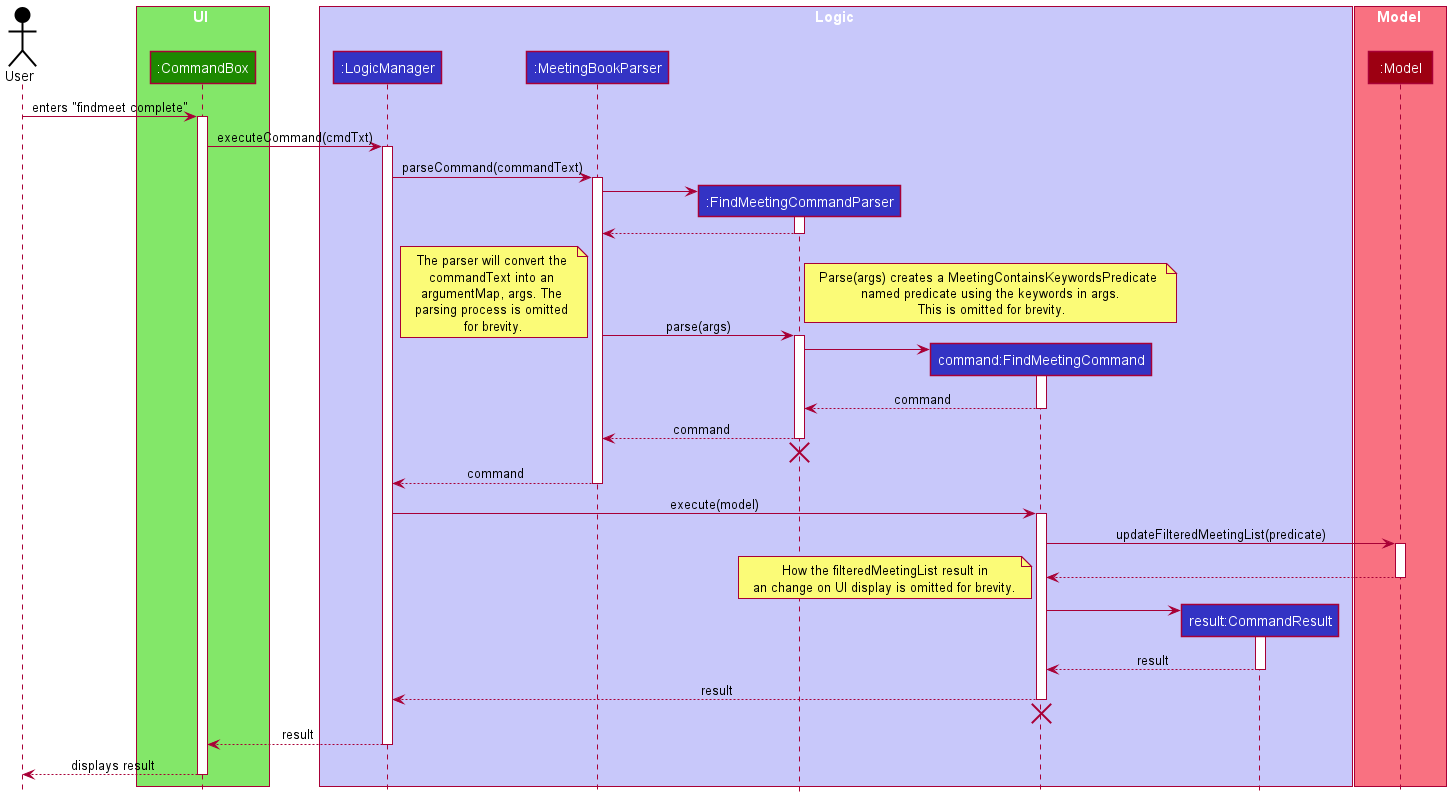 UI
Logic
Model
User
:CommandBox
:LogicManager
:MeetingBookParser
:Model
enters "findmeet complete"
executeCommand(cmdTxt)
parseCommand(commandText)
:FindMeetingCommandParser
The parser will convert the
commandText into an
argumentMap, args. The
parsing process is omitted
for brevity.
Parse(args) creates a MeetingContainsKeywordsPredicate
named predicate using the keywords in args.
This is omitted for brevity.
parse(args)
command:FindMeetingCommand
command
command
command
execute(model)
updateFilteredMeetingList(predicate)
How the filteredMeetingList result in
an change on UI display is omitted for brevity.
result:CommandResult
result
result
result
displays result